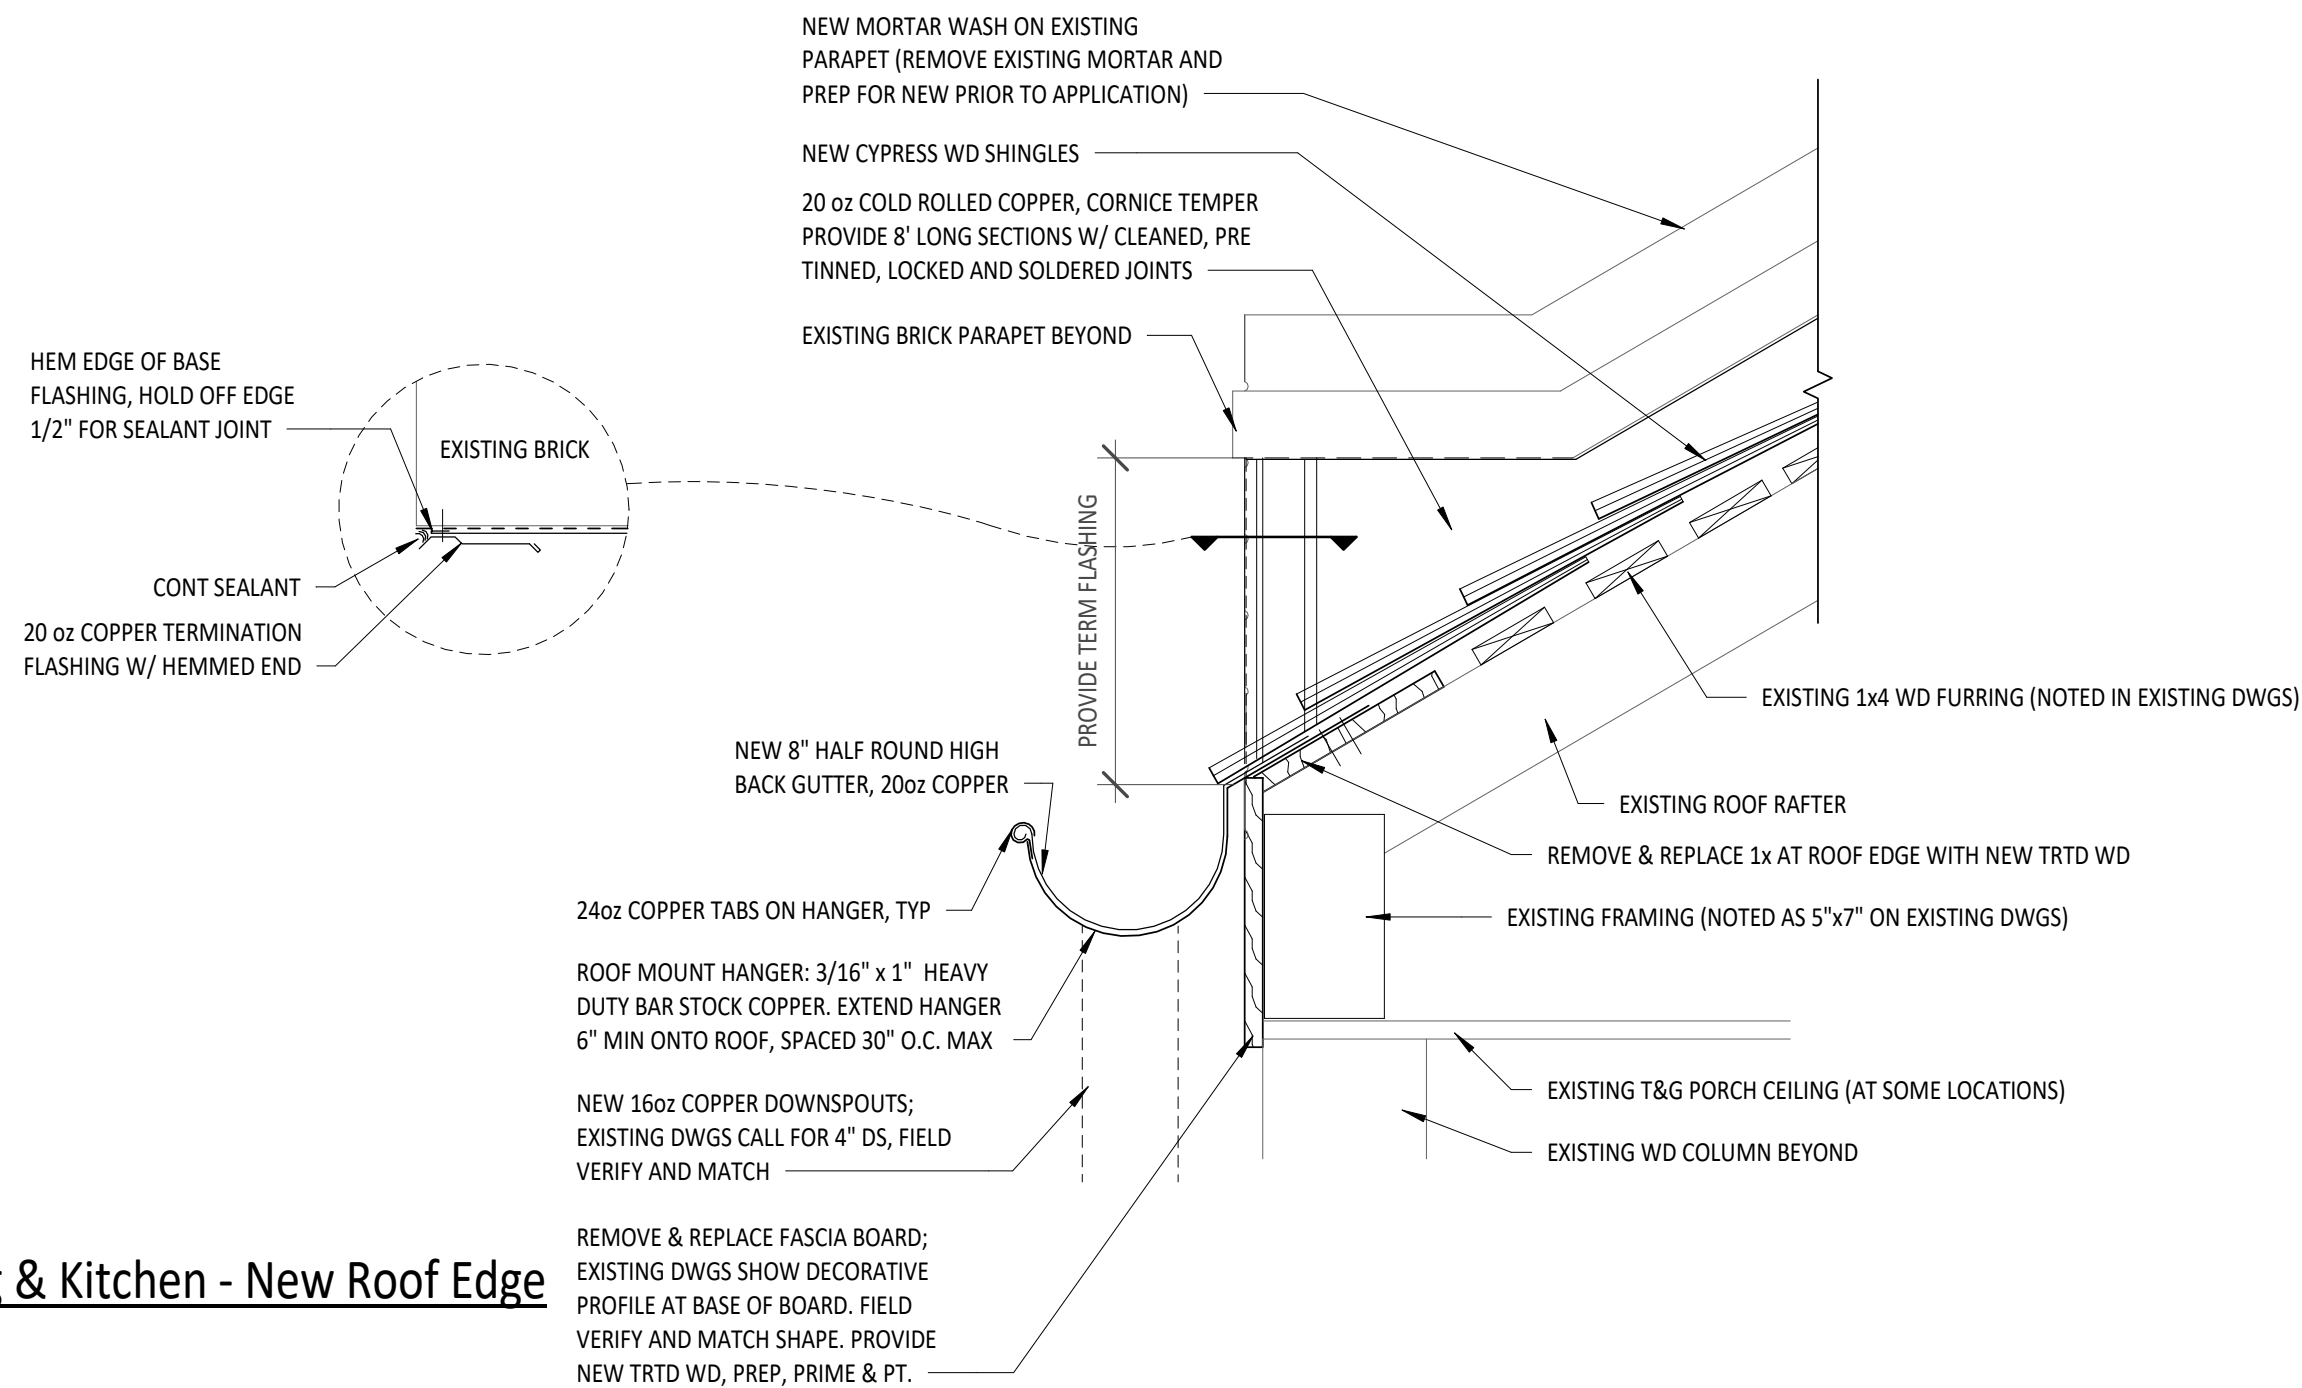 NEW MORTAR WASH ON EXISTING
PARAPET (REMOVE EXISTING MORTAR AND
PREP FOR NEW PRIOR TO APPLICATION)
NEW CYPRESS WD SHINGLES
20 oz COLD ROLLED COPPER, CORNICE TEMPER
PROVIDE 8' LONG SECTIONS W/ CLEANED, PRE
TINNED, LOCKED AND SOLDERED JOINTS
EXISTING BRICK PARAPET BEYOND
HEM EDGE OF BASE
FLASHING, HOLD OFF EDGE
1/2" FOR SEALANT JOINT
EXISTING BRICK
CONT SEALANT
20 oz COPPER TERMINATION
FLASHING W/ HEMMED END
PROVIDE TERM FLASHING
NEW 8" HALF ROUND HIGH
BACK GUTTER, 20oz COPPER
24oz COPPER TABS ON HANGER, TYP
ROOF MOUNT HANGER: 3/16" x 1" HEAVY
DUTY BAR STOCK COPPER. EXTEND HANGER
6" MIN ONTO ROOF, SPACED 30" O.C. MAX
NEW 16oz COPPER DOWNSPOUTS;
EXISTING DWGS CALL FOR 4" DS, FIELD
VERIFY AND MATCH
REMOVE & REPLACE FASCIA BOARD;
EXISTING DWGS SHOW DECORATIVE
PROFILE AT BASE OF BOARD. FIELD
VERIFY AND MATCH SHAPE. PROVIDE
NEW TRTD WD, PREP, PRIME & PT.
EXISTING 1x4 WD FURRING (NOTED IN EXISTING DWGS)
EXISTING ROOF RAFTER
REMOVE & REPLACE 1x AT ROOF EDGE WITH NEW TRTD WD
EXISTING FRAMING (NOTED AS 5"x7" ON EXISTING DWGS)
EXISTING T&G PORCH CEILING (AT SOME LOCATIONS)
EXISTING WD COLUMN BEYOND
& Kitchen - New Roof Edge